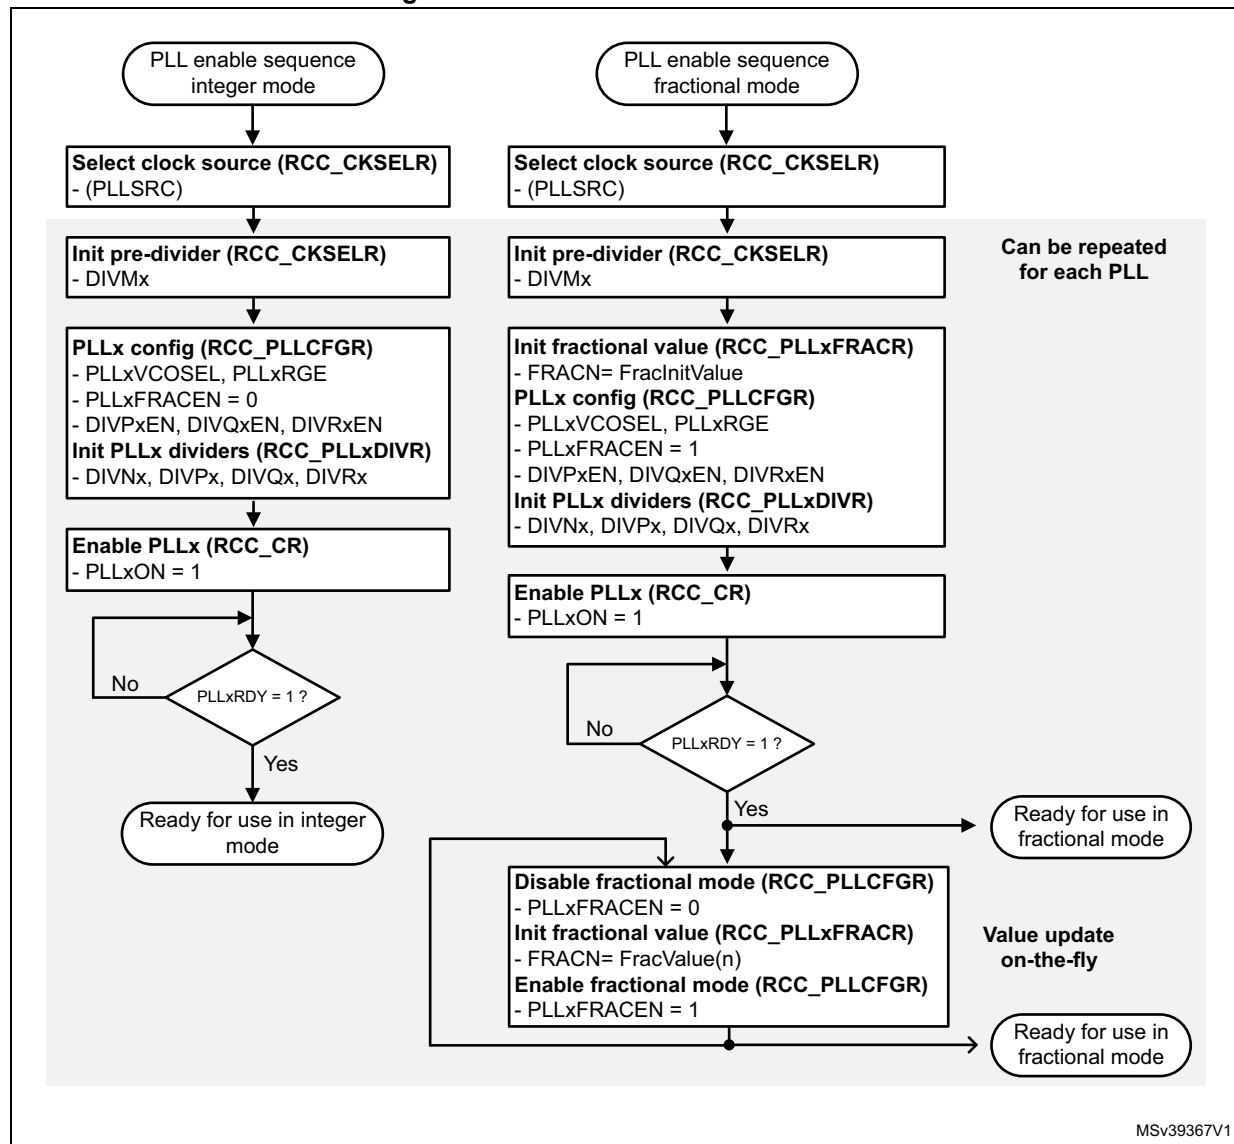 PLL enable sequence
integer mode
Select clock source (RCC_CKSELR)
- (PLLSRC)
Init pre-divider (RCC_CKSELR)
- DIVMx
PLLx config (RCC_PLLCFGR)
- PLLxVCOSEL, PLLxRGE
- PLLxFRACEN = 0
- DIVPxEN, DIVQxEN, DIVRxEN
Init PLLx dividers (RCC_PLLxDIVR)
- DIVNx, DIVPx, DIVQx, DIVRx
Enable PLLx (RCC_CR)
- PLLxON = 1
No
PLLxRDY = 1 ?
Yes
Ready for use in integer
mode
PLL enable sequence
fractional mode
Select clock source (RCC_CKSELR)
- (PLLSRC)
Init pre-divider (RCC_CKSELR)
- DIVMx
Can be repeated
for each PLL
Init fractional value (RCC_PLLxFRACR)
- FRACN= FracInitValue
PLLx config (RCC_PLLCFGR)
- PLLxVCOSEL, PLLxRGE
- PLLxFRACEN = 1
- DIVPxEN, DIVQxEN, DIVRxEN
Init PLLx dividers (RCC_PLLxDIVR)
- DIVNx, DIVPx, DIVQx, DIVRx
Enable PLLx (RCC_CR)
- PLLxON = 1
No
PLLxRDY = 1 ?
Yes
Ready for use in
fractional mode
Disable fractional mode (RCC_PLLCFGR)
- PLLxFRACEN = 0
Init fractional value (RCC_PLLxFRACR)
- FRACN= FracValue(n)
Enable fractional mode (RCC_PLLCFGR)
- PLLxFRACEN = 1
Value update
on-the-fly
Ready for use in
fractional mode
MSv39367V1